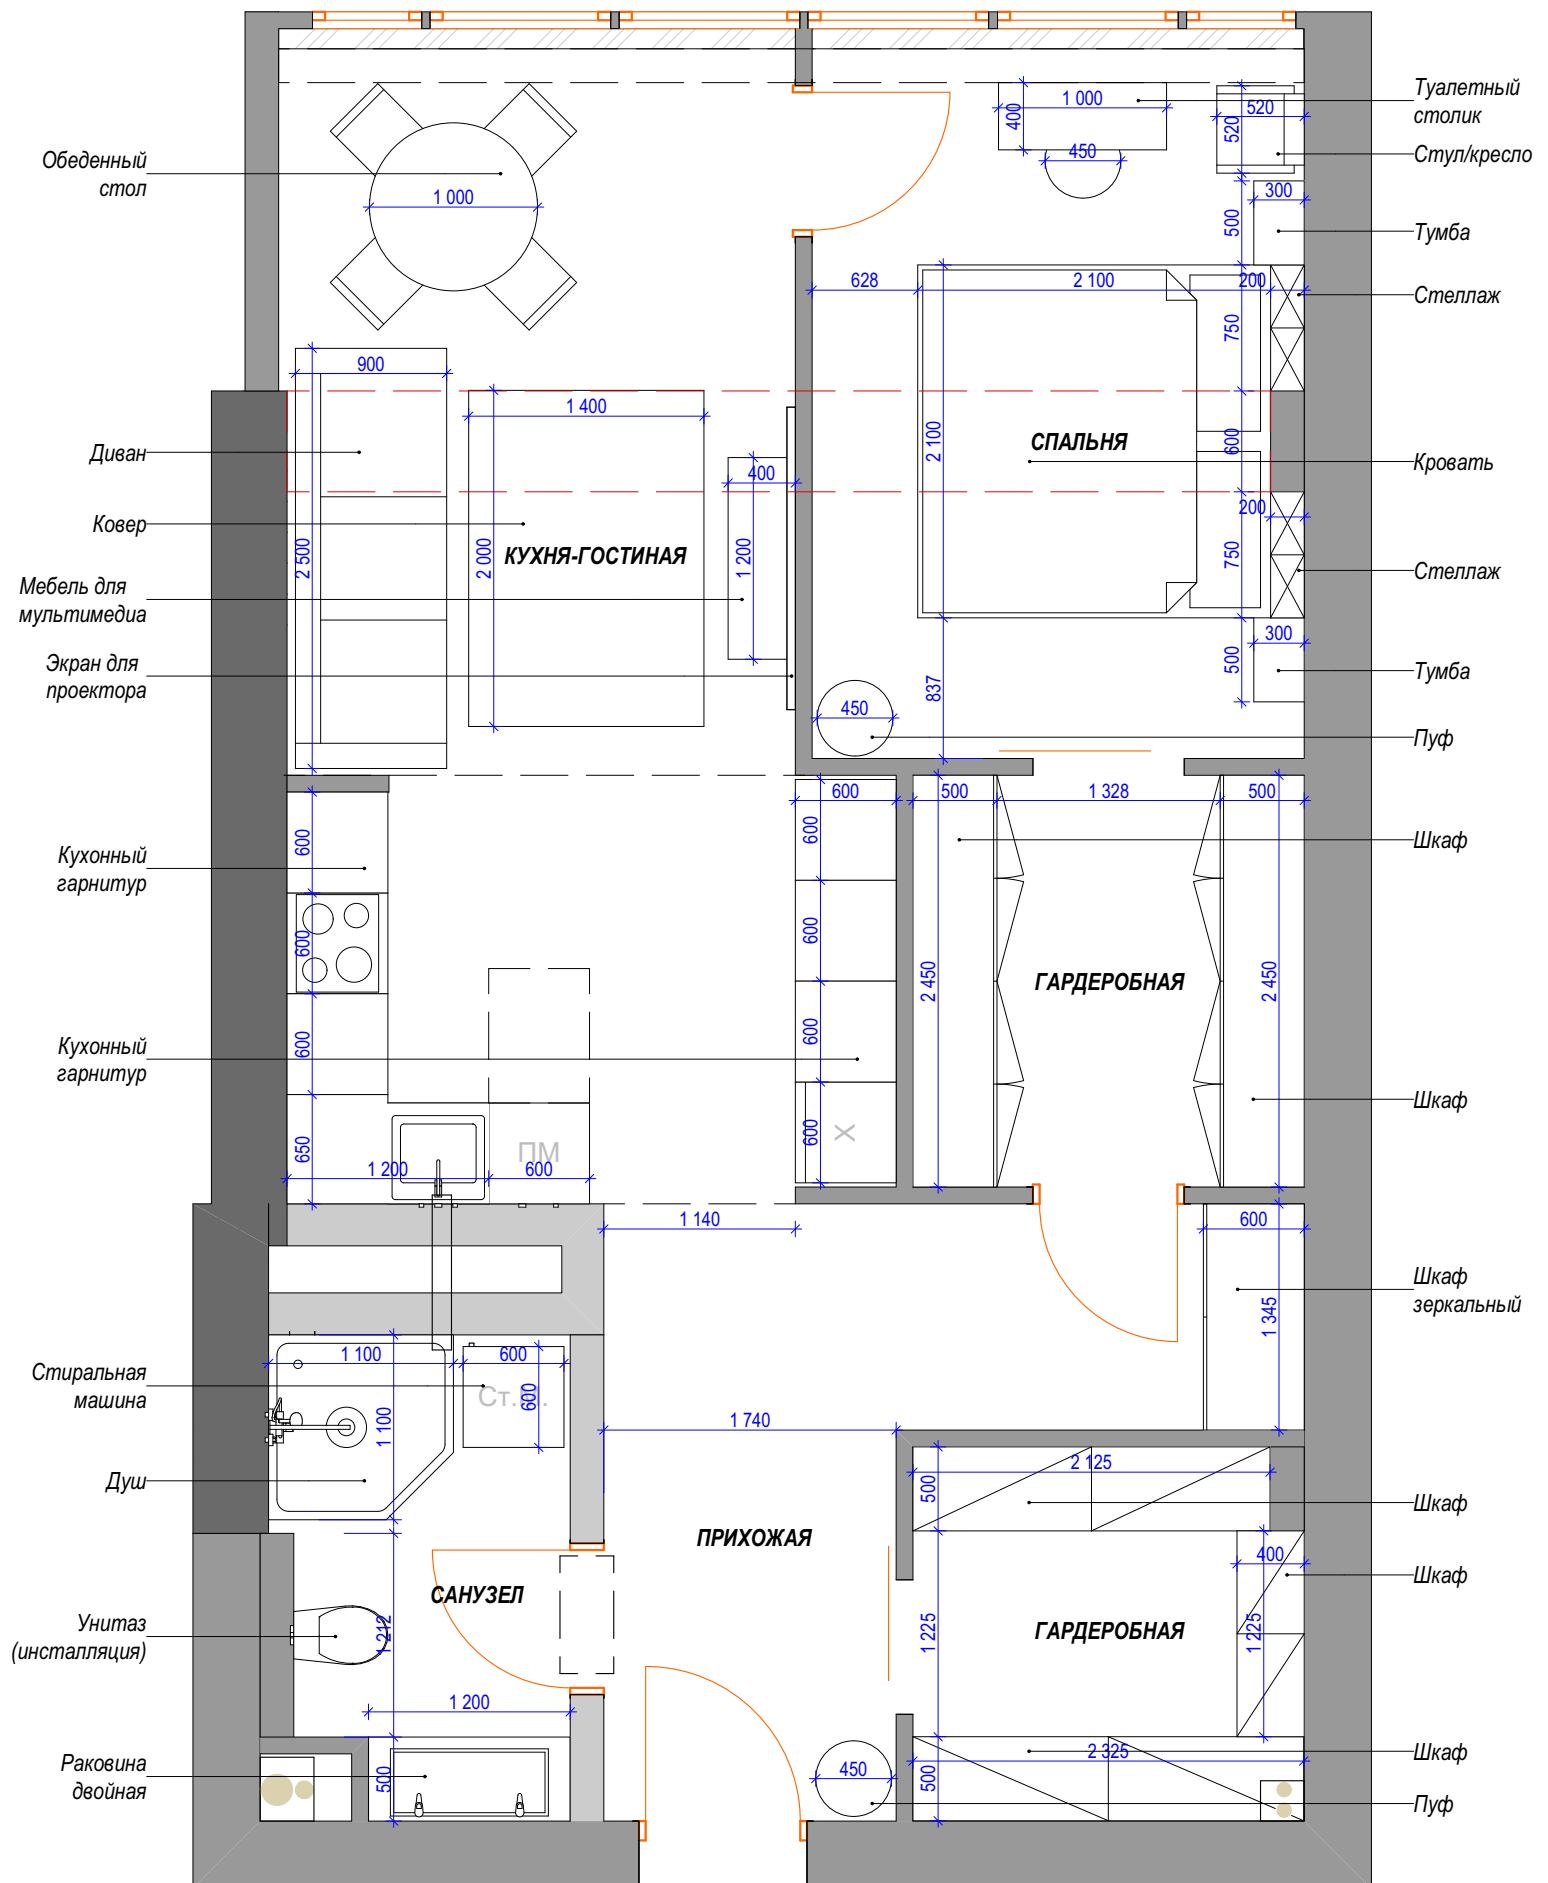 Туалетный
столик
Стул/кресло
Тумба
Стеллаж
Кровать
Стеллаж
Тумба
Пуф
Шкаф
Шкаф
Шкаф
зеркальный
Шкаф
Шкаф
Шкаф
Пуф
Обеденный
стол
Диван
Ковер
Мебель для
мультимедиа
Экран для
проектора
Кухонный
гарнитур
Кухонный
гарнитур
Стиральная
машина
Душ
Унитаз
(инсталляция)
Раковина
двойная
1 000
400
1 000
450
520
520
300
500
628
2 100
200
750
2 100
600
СПАЛЬНЯ
200
750
300
500
837
450
900
2 500
1 400
2 000
400
1 200
КУХНЯ-ГОСТИНАЯ
600
600
600
650
1 200
600
ПМ
600
600
600
600
600
X
500
1 328
500
2 450
2 450
ГАРДЕРОБНАЯ
1 140
600
1 345
1 100
1 100
600
600
Ст.
1 740
2 125
500
ПРИХОЖАЯ
САНУЗЕЛ
1 212
1 200
500
400
1 225
1 225
ГАРДЕРОБНАЯ
450
2 325
500